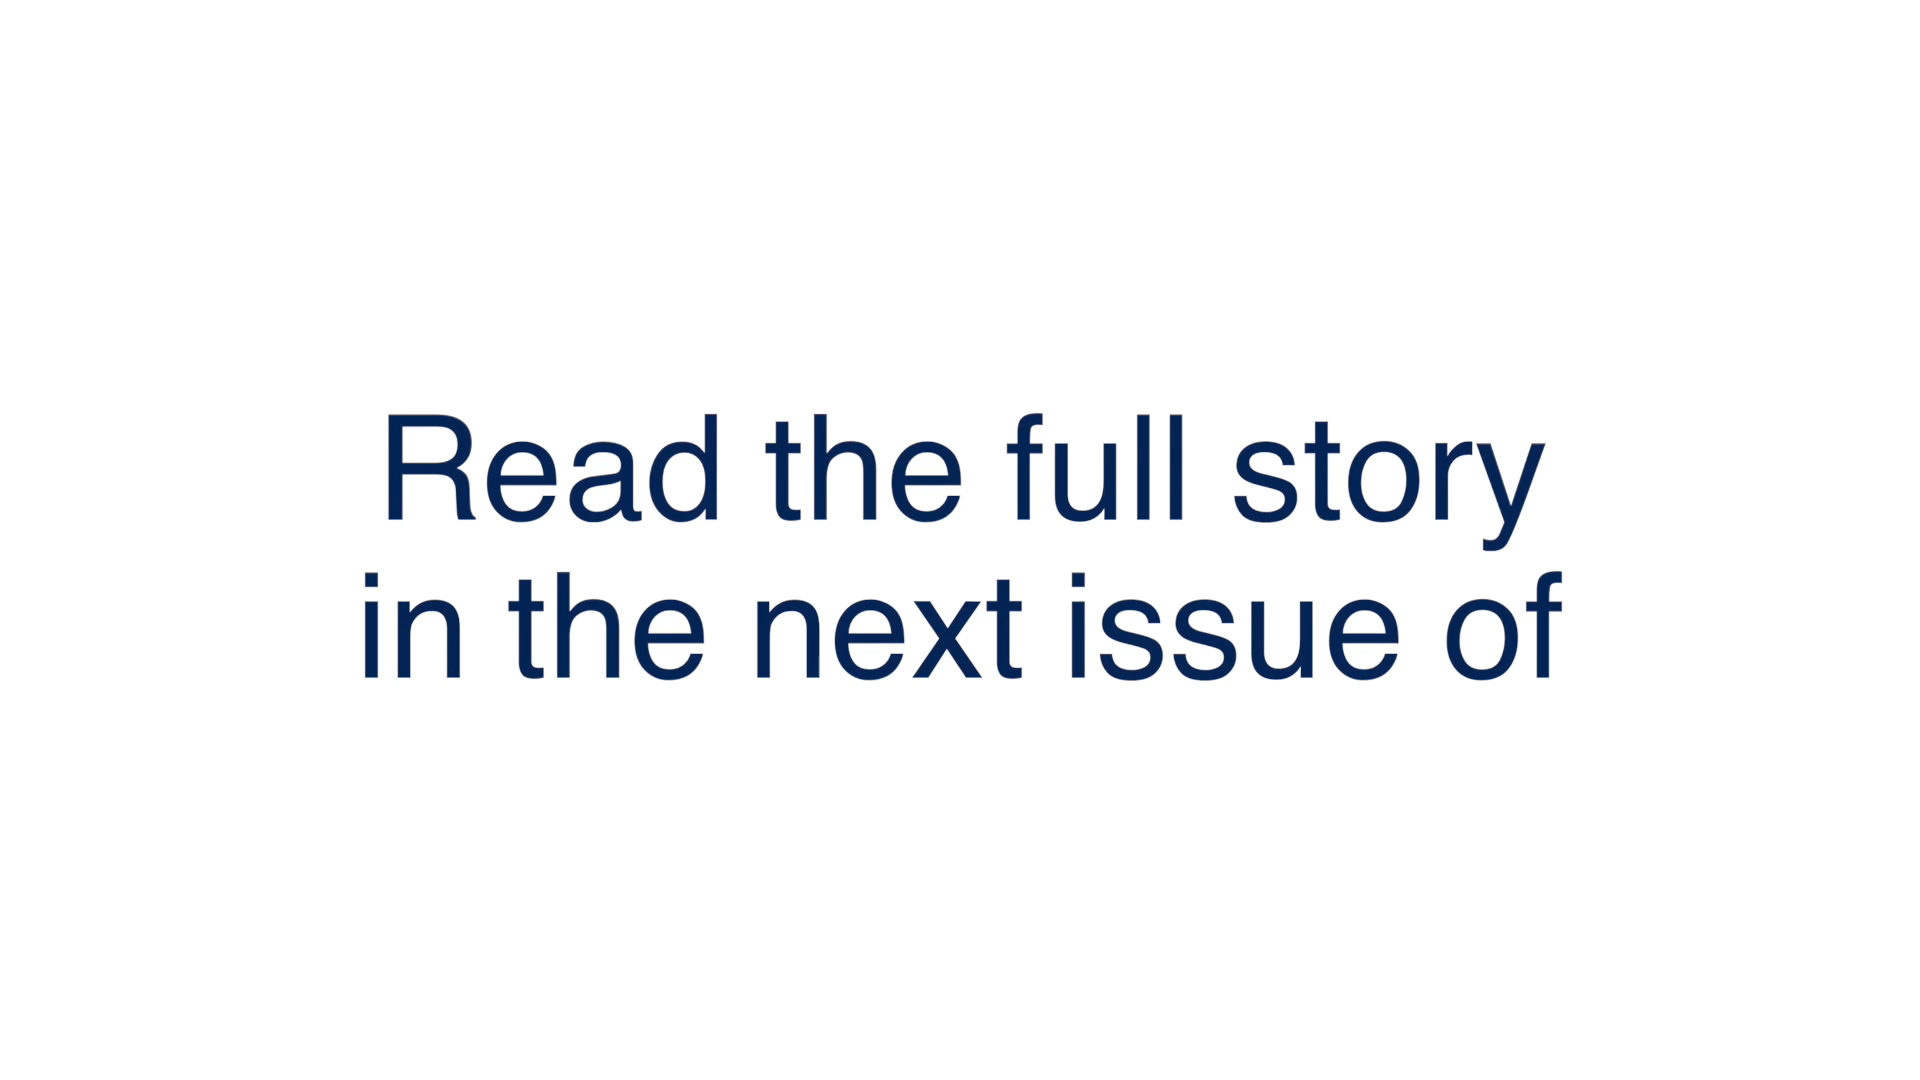 Read the full story
in the next issue of